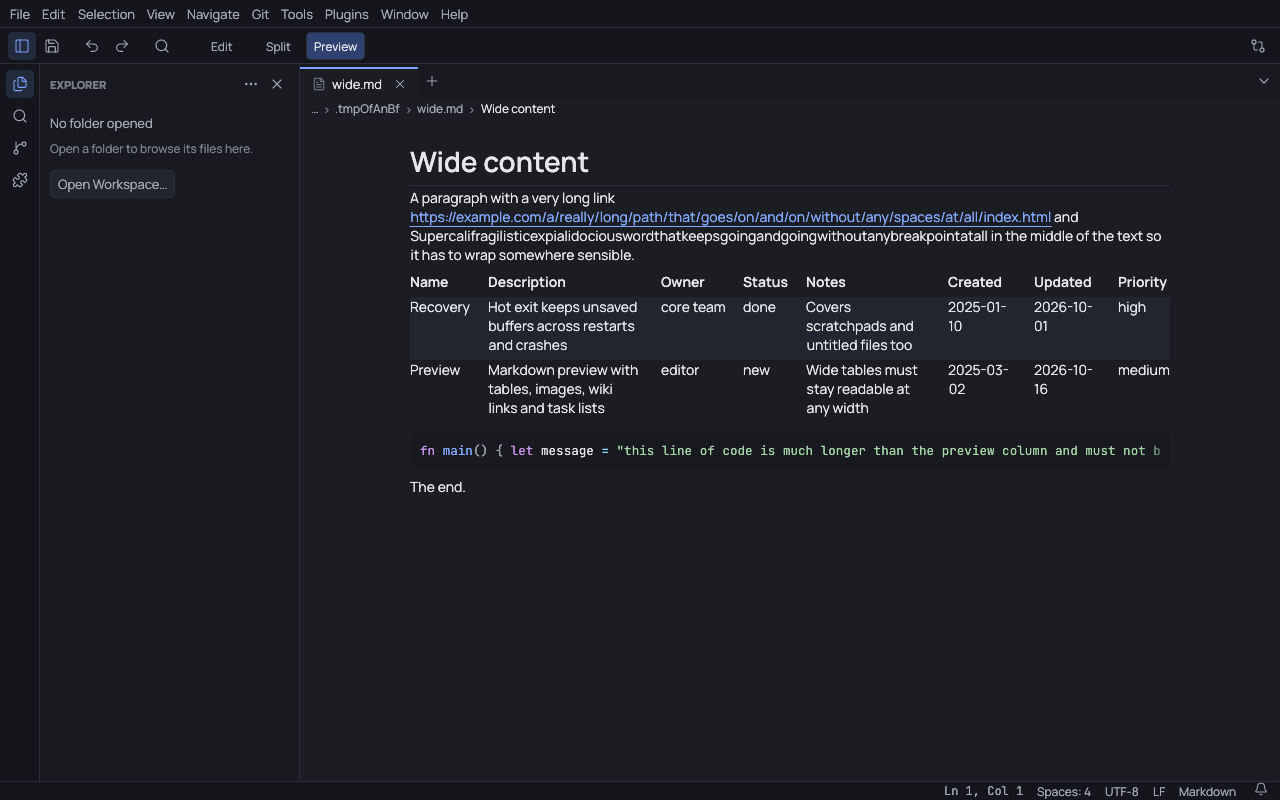 File Edit Selection View Navigate Git Tools Plugins Window Help
Edit Split Preview
EXPLORER
No folder opened
Open a folder to browse its files here.
Open Workspace...
wide.md
… › .tmpOfAnBf › wide.md › Wide content
Wide content
A paragraph with a very long link
https://example.com/a/really/long/path/that/goes/on/and/on/without/any/spaces/at/all/index.html and
Supercalifragilisticexpialidociouswordthatkeepsgoingandgoingwithoutanybreakpointatall in the middle of the text so
it has to wrap somewhere sensible.
Name Description Owner Status Notes Created Updated Priority
Recovery Hot exit keeps unsaved core team done Covers 2025-01- 2026-10- high
buffers across restarts scratchpads and 10 01
and crashes untitled files too
Preview Markdown preview with editor new Wide tables must 2025-03- 2026-10- medium
tables, images, wiki stay readable at 02 16
links and task lists any width
fn main() { let message = "this line of code is much longer than the preview column and must not b
The end.
Ln 1, Col 1 Spaces: 4 UTF-8 LF Markdown